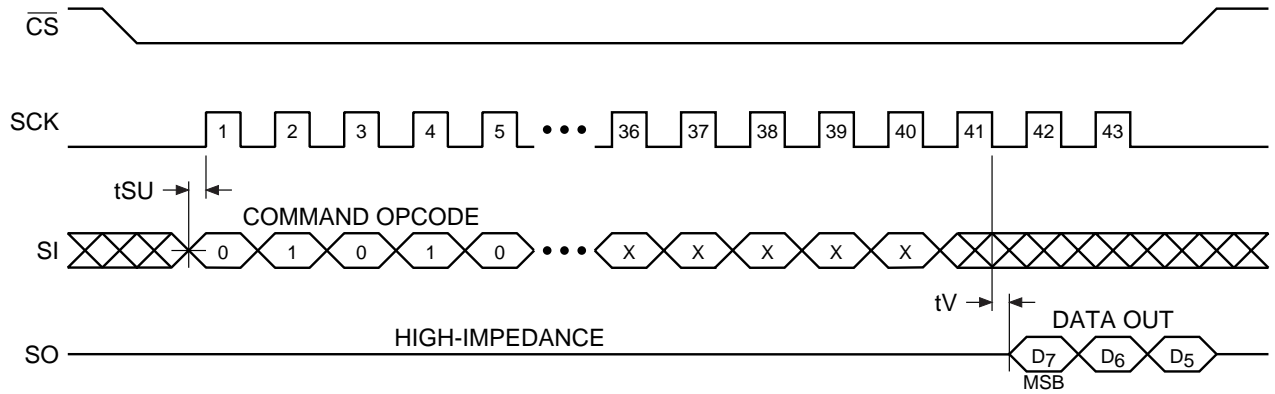 CS
SCK 1 2 3 4 5 ••• 36 37 38 39 40 41 42 43
tSU
COMMAND OPCODE
SI 0 1 0 1 0 ••• X X X X X
tV
HIGH-IMPEDANCE DATA OUT
SO D7 D6 D5
MSB